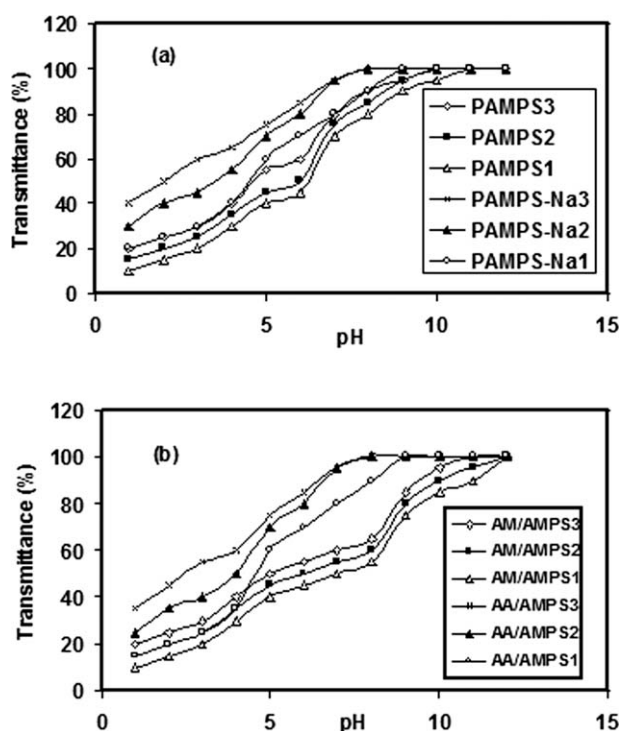 (a)
Transmittance (%)
120
100
80
60
40
20
0
0 5 10 15
pH
PAMPS3
PAMPS2
PAMPS1
PAMPS-Na3
PAMPS-Na2
PAMPS-Na1
(b)
Transmittance (%)
120
100
80
60
40
20
0
0 5 10 15
pH
AM/AMPS3
AM/AMPS2
AM/AMPS1
AA/AMPS3
AA/AMPS2
AA/AMPS1